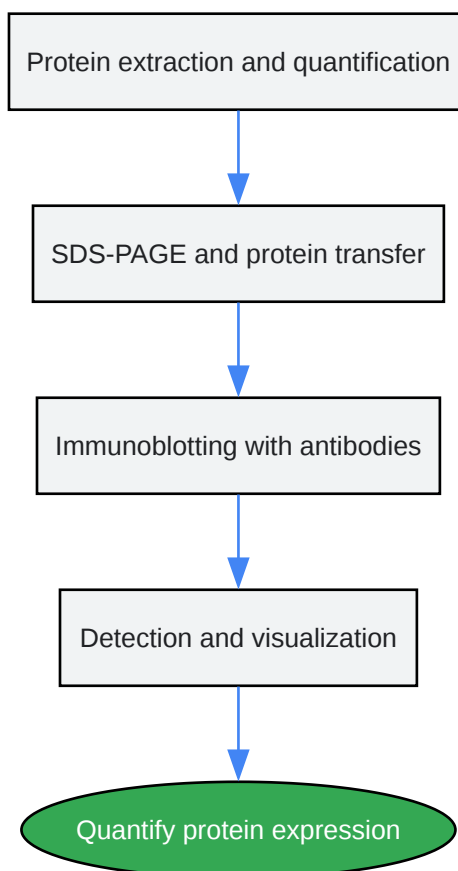 Protein extraction and quantification
SDS-PAGE and protein transfer
Immunoblotting with antibodies
Detection and visualization
Quantify protein expression